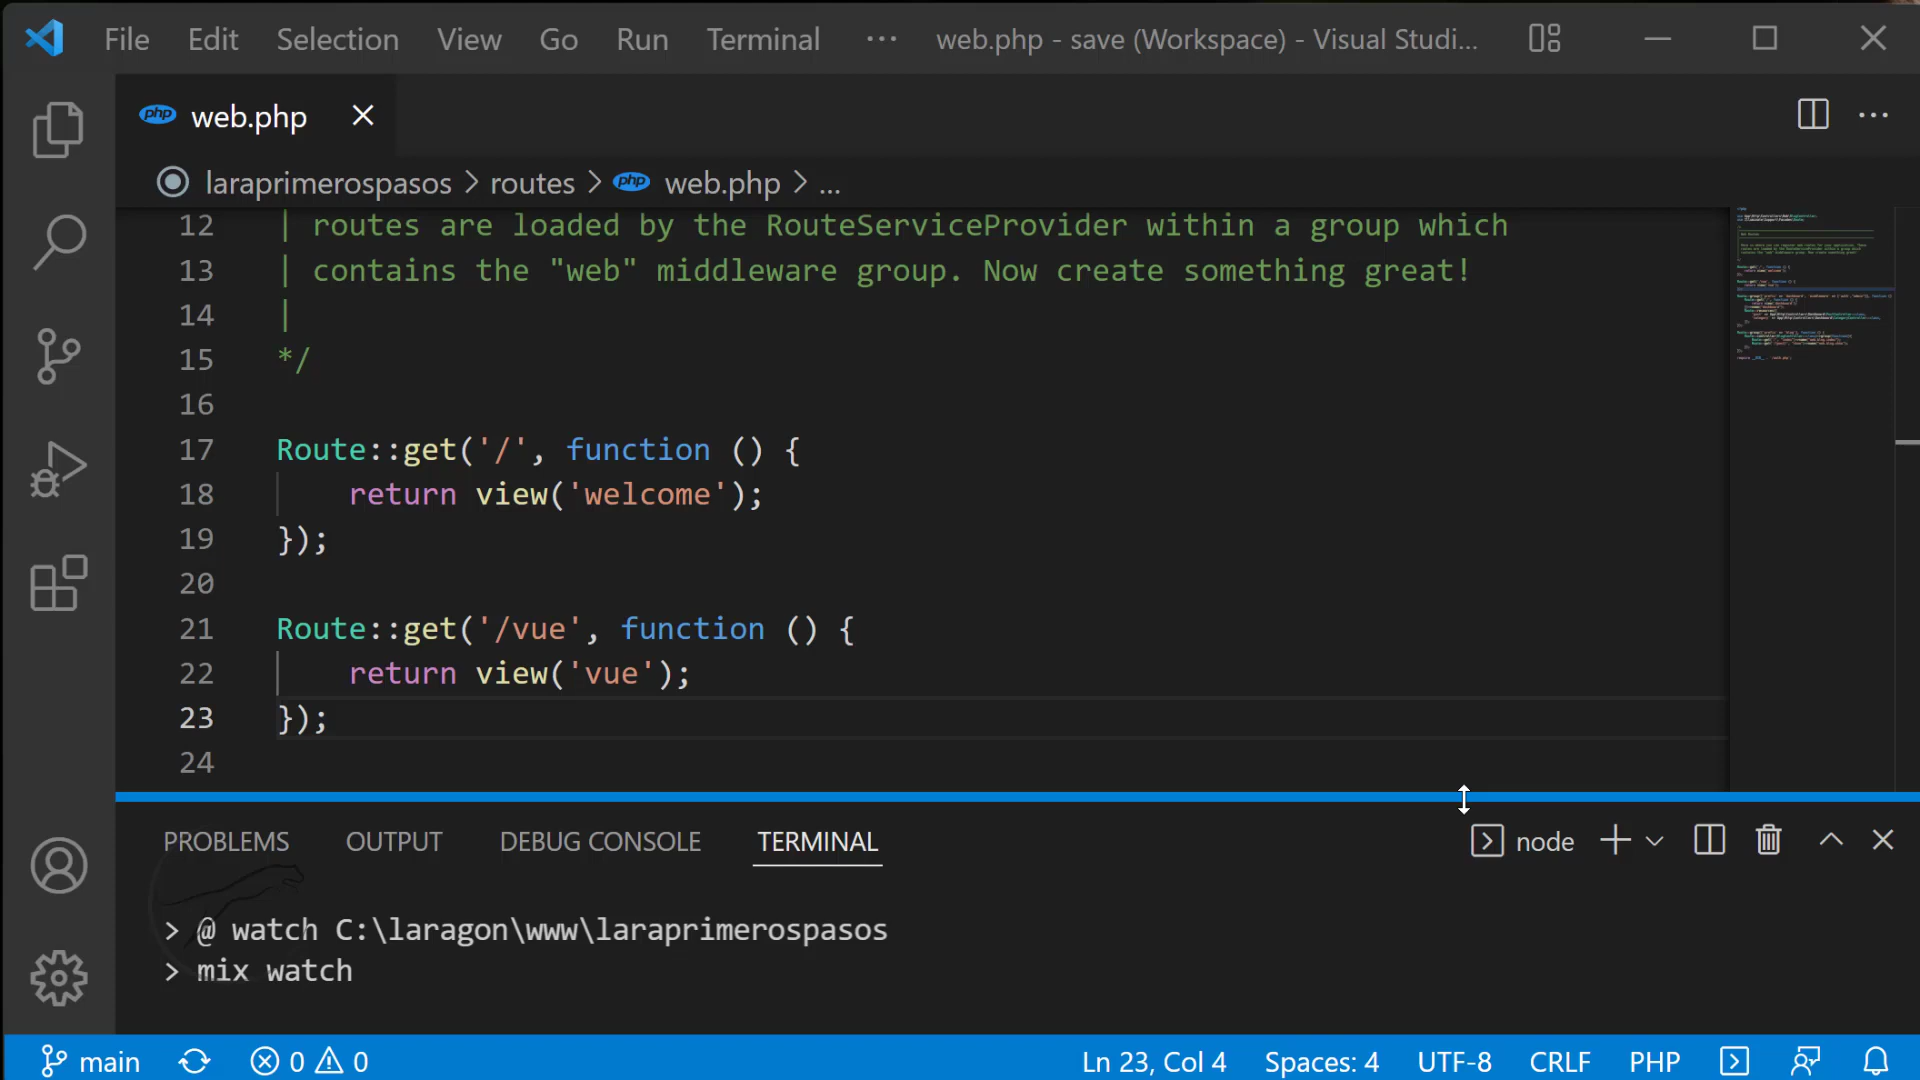 File Edit Selection View Go Run Terminal ··· web.php - save (Workspace) - Visual Studi...
php web.php
laraprimerospasos > routes > php web.php > ...
12 | routes are loaded by the RouteServiceProvider within a group which
13 | contains the "web" middleware group. Now create something great!
14 |
15 */
16
17 Route::get('/', function () {
18 return view('welcome');
19 });
20
21 Route::get('/vue', function () {
22 return view('vue');
23 });
24
PROBLEMS OUTPUT DEBUG CONSOLE TERMINAL node
> @ watch C:\laragon\www\laraprimerospasos
> mix watch
main 0 0 Ln 23, Col 4 Spaces: 4 UTF-8 CRLF PHP